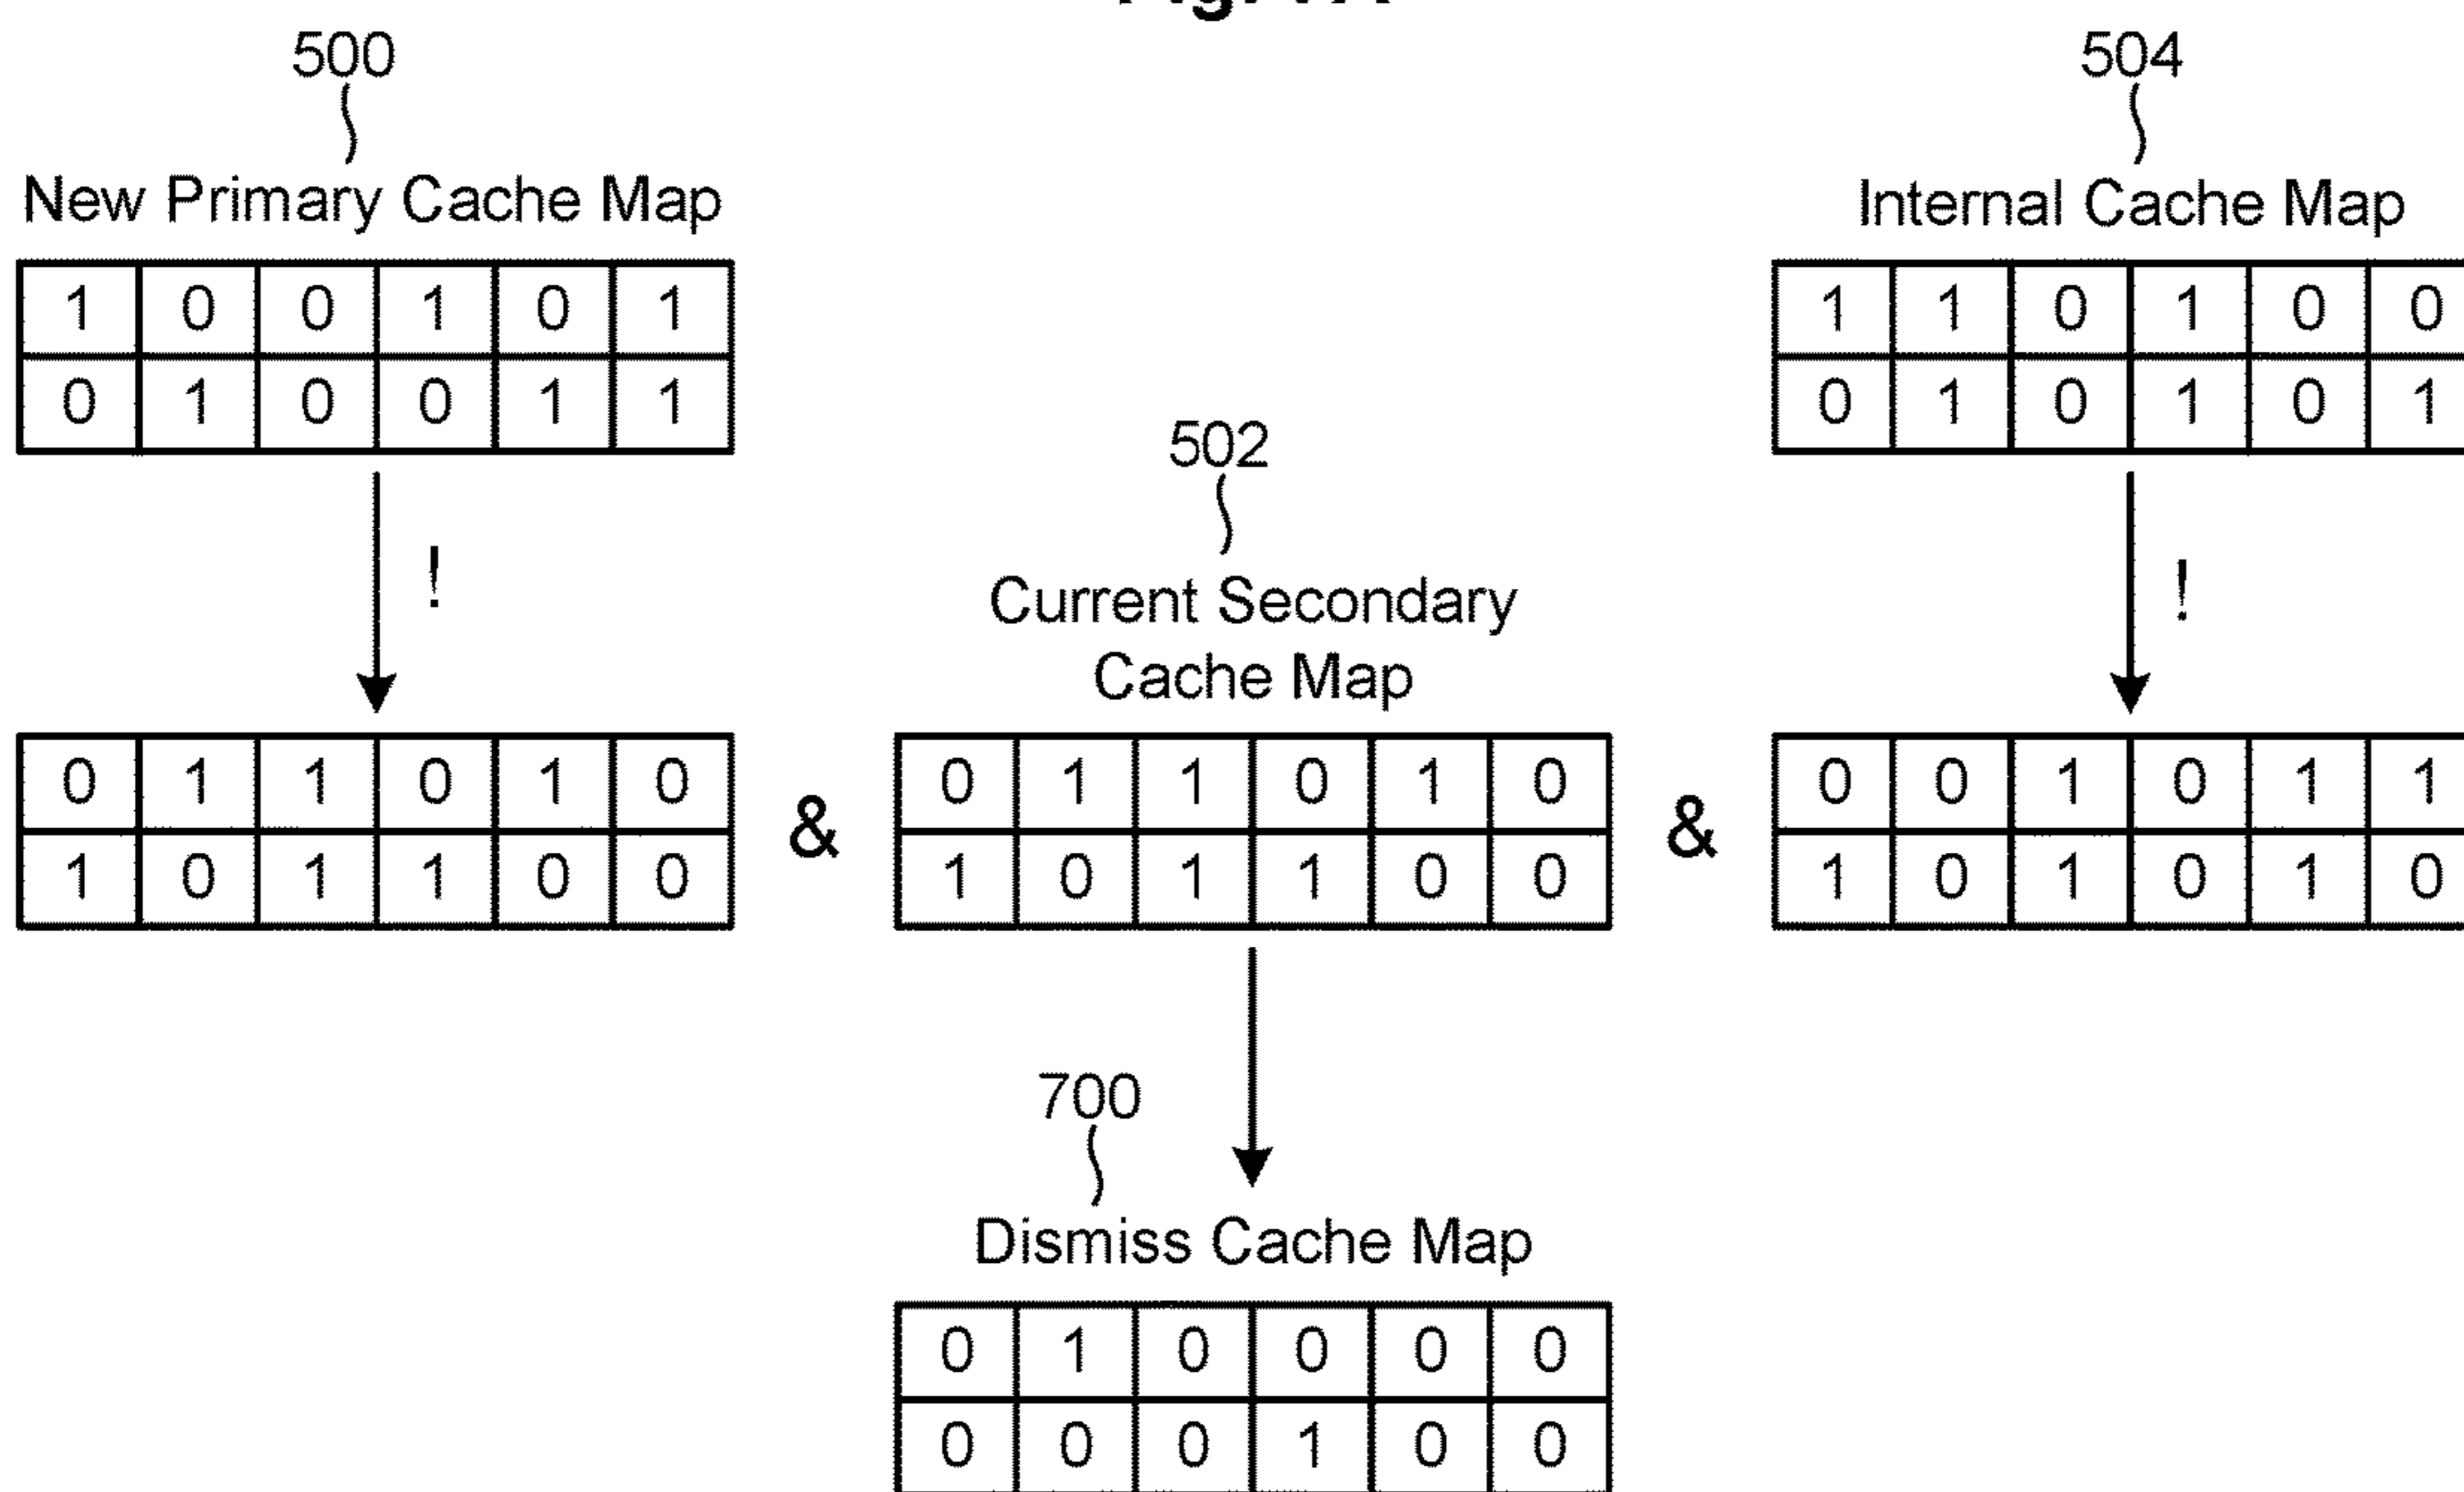 500
504
New Primary Cache Map
Internal Cache Map
1 0 0 1 0 1
1 1 0 1 0 0
0 1 0 0 1 1
0 1 0 1 0 1
502
!
!
Current Secondary
Cache Map
0 1 1 0 1 0
0 1 1 0 1 0
0 0 1 0 1 1
&
&
1 0 1 1 0 0
1 0 1 1 0 0
1 0 1 0 1 0
700
Dismiss Cache Map
0 1 0 0 0 0
0 0 0 1 0 0